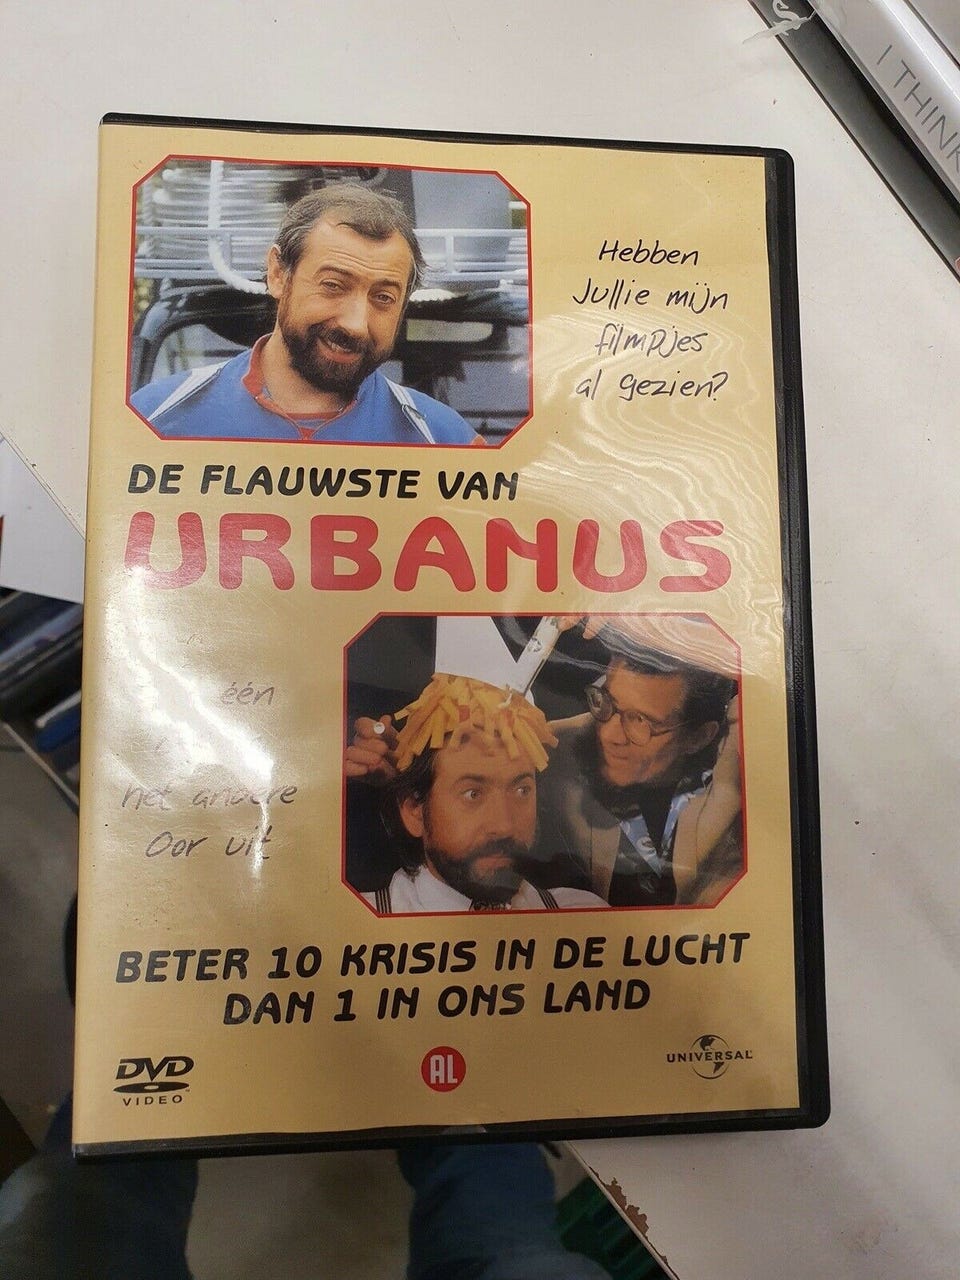 I THINK
Hebben
Jullie mijn
filmpjes
al gezien?
DE FLAUWSTE VAN
URBANUS
één
het andere
Oor uit
BETER 10 KRISIS IN DE LUCHT
DAN 1 IN ONS LAND
DVD
VIDEO
AL
UNIVERSAL